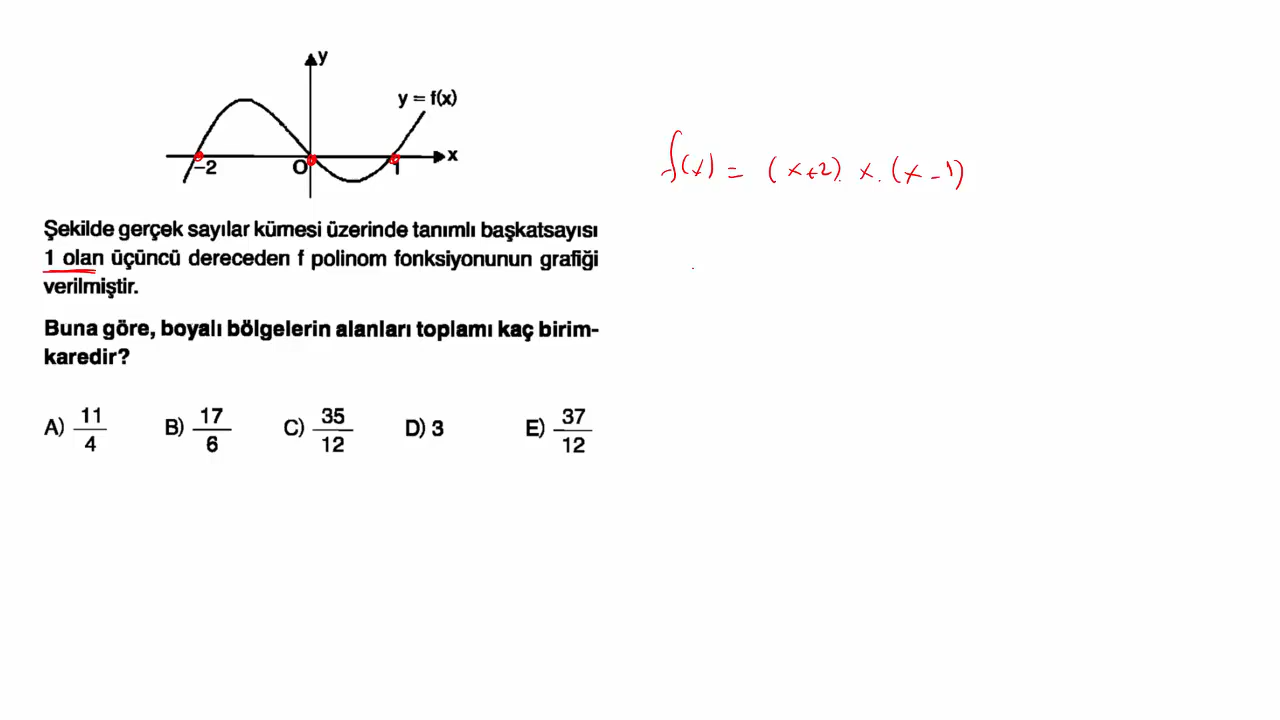 y
y = f(x)
x
-2
O
1
f(x) = (x+2). x. (x-1)
Şekilde gerçek sayılar kümesi üzerinde tanımlı başkatsayısı
1 olan üçüncü dereceden f polinom fonksiyonunun grafiği
verilmiştir.
Buna göre, boyalı bölgelerin alanları toplamı kaç birim-
karedir?
A) 11/4 B) 17/6 C) 35/12 D) 3 E) 37/12